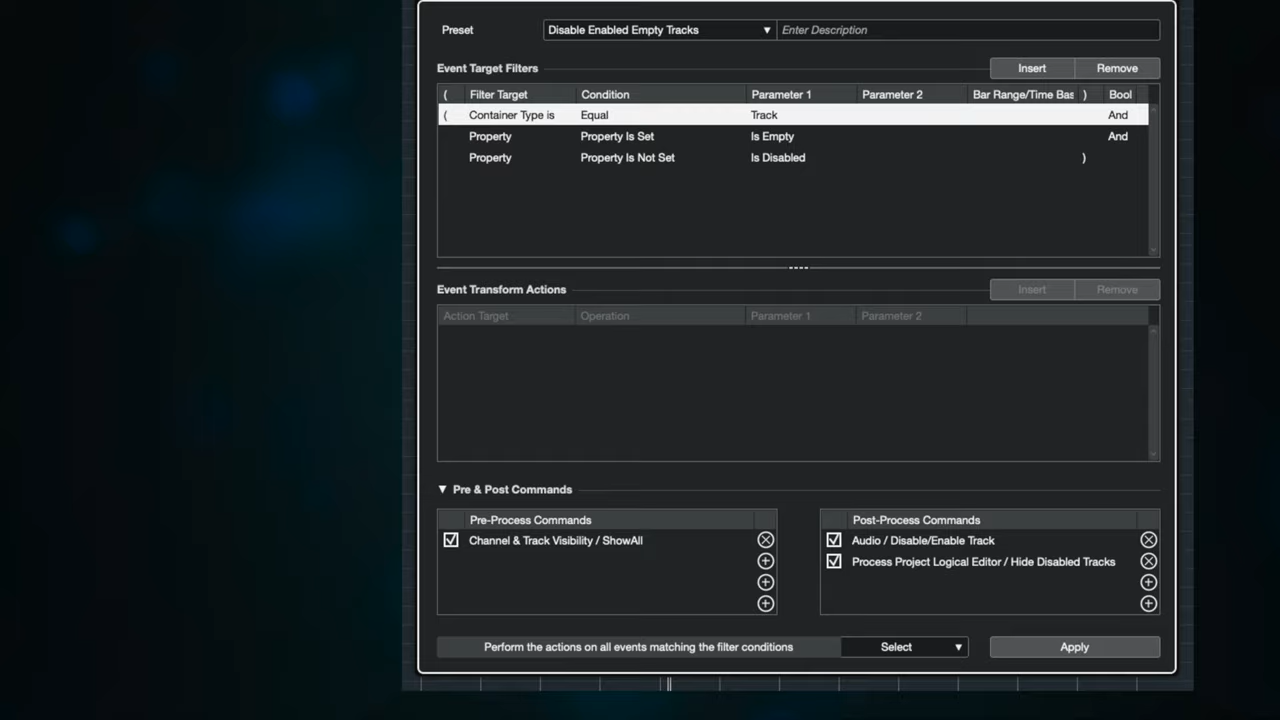 Preset Disable Enabled Empty Tracks ▼ Enter Description
Event Target Filters Insert Remove
( Filter Target Condition Parameter 1 Parameter 2 Bar Range/Time Bas ) Bool
( Container Type is Equal Track And
Property Property Is Set Is Empty And
Property Property Is Not Set Is Disabled )
Event Transform Actions Insert Remove
Action Target Operation Parameter 1 Parameter 2
▼ Pre & Post Commands
Pre-Process Commands Post-Process Commands
Channel & Track Visibility / ShowAll Audio / Disable/Enable Track
Process Project Logical Editor / Hide Disabled Tracks
Perform the actions on all events matching the filter conditions Select ▼ Apply